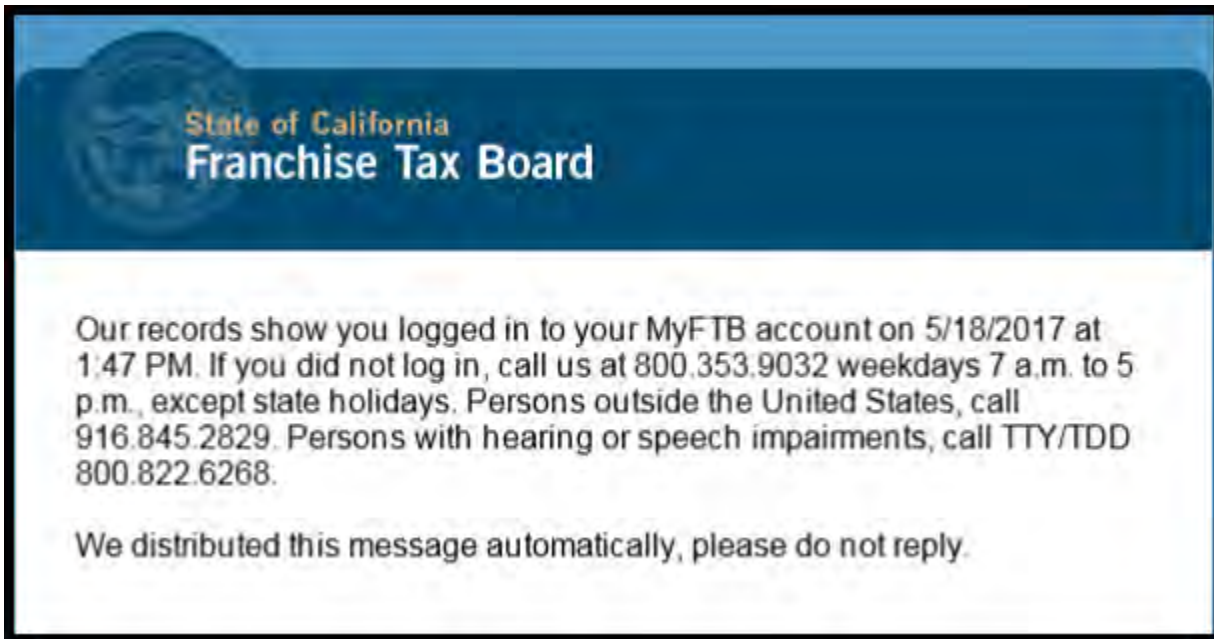 State of California
Franchise Tax Board
Our records show you logged in to your MyFTB account on 5/18/2017 at
1:47 PM. If you did not log in, call us at 800.353.9032 weekdays 7 a.m. to 5
p.m., except state holidays. Persons outside the United States, call
916.845.2829. Persons with hearing or speech impairments, call TTY/TDD
800.822.6268.
We distributed this message automatically, please do not reply.